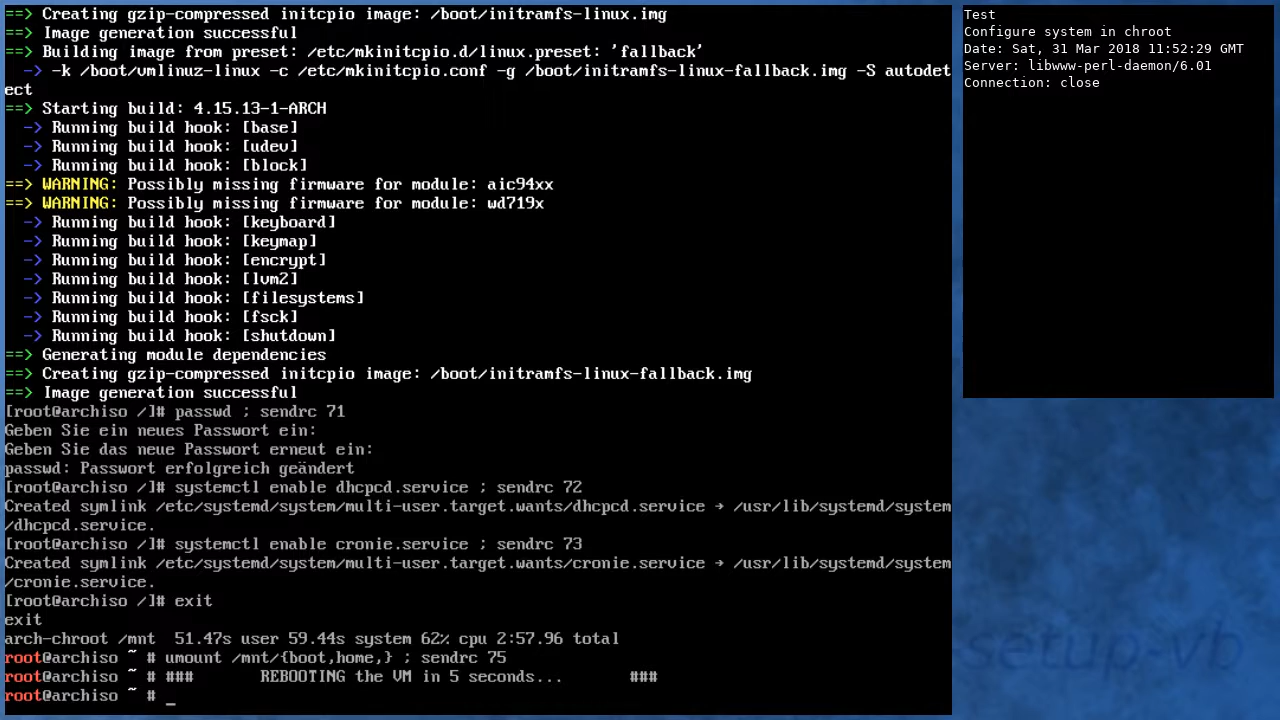 ==> Creating gzip-compressed initcpio image: /boot/initramfs-linux.img
==> Image generation successful
==> Building image from preset: /etc/mkinitcpio.d/linux.preset: 'fallback'
  -> -k /boot/vmlinuz-linux -c /etc/mkinitcpio.conf -g /boot/initramfs-linux-fallback.img -S autodet
ect
==> Starting build: 4.15.13-1-ARCH
  -> Running build hook: [base]
  -> Running build hook: [udev]
  -> Running build hook: [block]
==> WARNING: Possibly missing firmware for module: aic94xx
==> WARNING: Possibly missing firmware for module: wd719x
  -> Running build hook: [keyboard]
  -> Running build hook: [keymap]
  -> Running build hook: [encrypt]
  -> Running build hook: [lvm2]
  -> Running build hook: [filesystems]
  -> Running build hook: [fsck]
  -> Running build hook: [shutdown]
==> Generating module dependencies
==> Creating gzip-compressed initcpio image: /boot/initramfs-linux-fallback.img
==> Image generation successful
[root@archiso /]# passwd ; sendrc 71
Geben Sie ein neues Passwort ein:
Geben Sie das neue Passwort erneut ein:
passwd: Passwort erfolgreich geändert
[root@archiso /]# systemctl enable dhcpcd.service ; sendrc 72
Created symlink /etc/systemd/system/multi-user.target.wants/dhcpcd.service → /usr/lib/systemd/system
/dhcpcd.service.
[root@archiso /]# systemctl enable cronie.service ; sendrc 73
Created symlink /etc/systemd/system/multi-user.target.wants/cronie.service → /usr/lib/systemd/system
/cronie.service.
[root@archiso /]# exit
exit
arch-chroot /mnt  51.47s user 59.44s system 62% cpu 2:57.96 total
root@archiso ~ # umount /mnt/{boot,home,} ; sendrc 75
root@archiso ~ # ###       REBOOTING the VM in 5 seconds...       ###
root@archiso ~ # _
Test
Configure system in chroot
Date: Sat, 31 Mar 2018 11:52:29 GMT
Server: libwww-perl-daemon/6.01
Connection: close
setup-vb